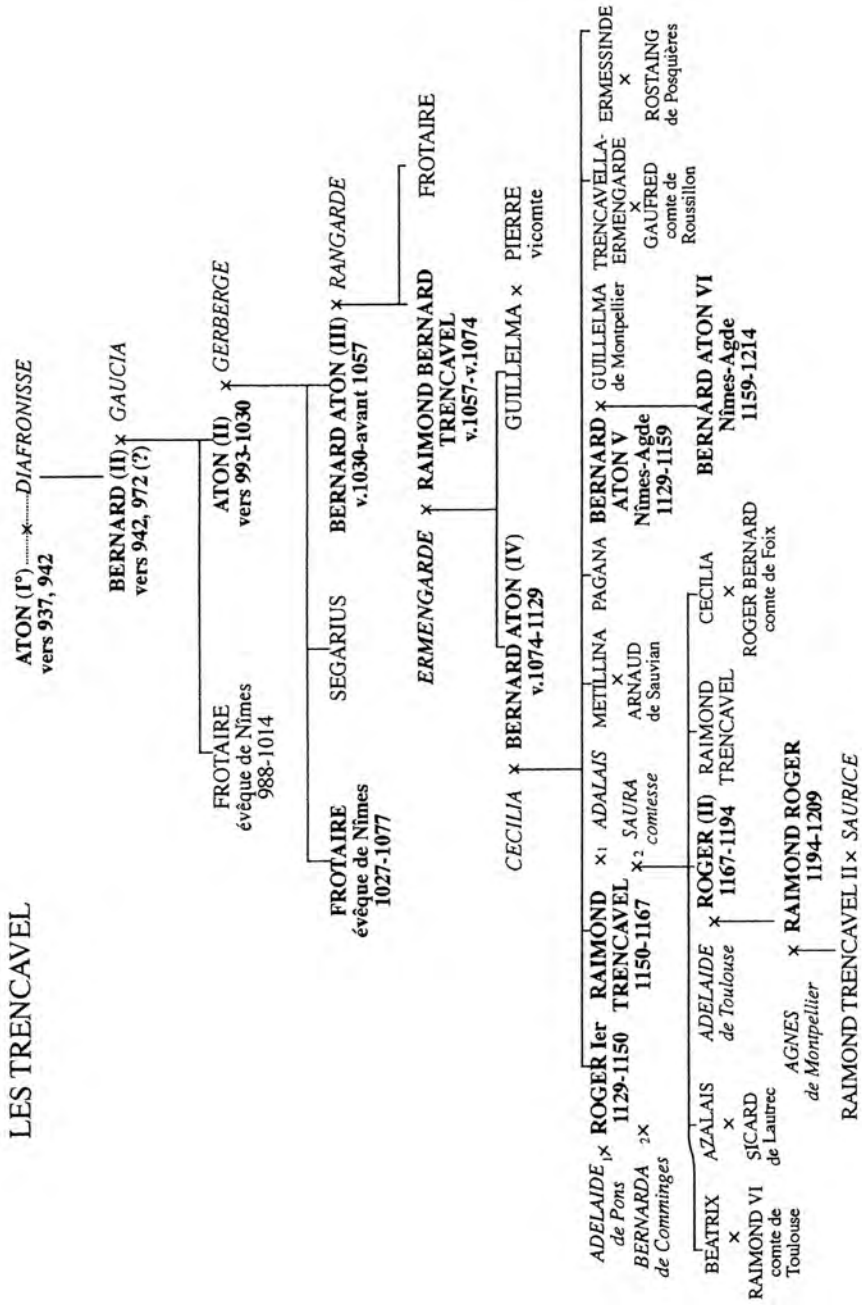 LES TRENCAVEL
ATON (I°) × DIAFRONISSE
vers 937, 942
BERNARD (II) × GAUCIA
vers 942, 972 (?)
FROTAIRE
évêque de Nîmes
988-1014
ATON (II) × GERBERGE
vers 993-1030
FROTAIRE
évêque de Nîmes
1027-1077
SEGARIUS
BERNARD ATON (III) × RANGARDE
v.1030-avant 1057
ERMENGARDE × RAIMOND BERNARD
TRENCAVEL
v.1057-v.1074
FROTAIRE
CECILIA × BERNARD ATON (IV)
v.1074-1129
GUILLELMA × PIERRE
vicomte
ADELAIDE 1×
de Pons
BERNARDA 2×
de Comminges
ROGER Ier
1129-1150
RAIMOND
TRENCAVEL
1150-1167
×1 ADALAIS
×2 SAURA
comtesse
METILLINA
×
ARNAUD
de Sauvian
PAGANA
BERNARD × GUILLELMA
ATON V de Montpellier
Nîmes-Agde
1129-1159
TRENCAVELLA-
ERMENGARDE
×
GAUFRED
comte de
Roussillon
ERMESSINDE
×
ROSTAING
de Posquières
BEATRIX
×
RAIMOND VI
comte de
Toulouse
AZALAIS
×
SICARD
de Lautrec
ADELAIDE × ROGER (II)
de Toulouse 1167-1194
RAIMOND
TRENCAVEL
CECILIA
×
ROGER BERNARD
comte de Foix
BERNARD ATON VI
Nîmes-Agde
1159-1214
AGNES × RAIMOND ROGER
de Montpellier 1194-1209
RAIMOND TRENCAVEL II × SAURICE